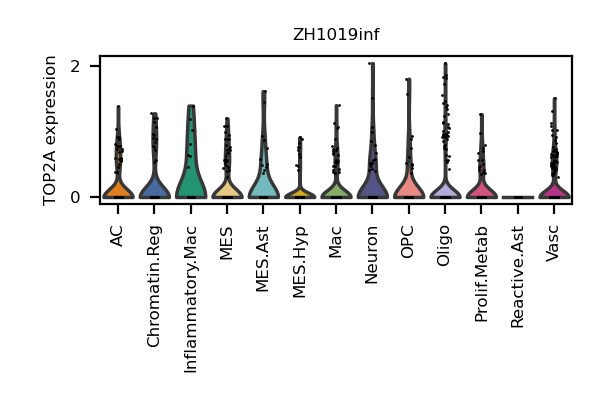 ZH1019inf
TOP2A expression
2
0
AC
Chromatin.Reg
Inflammatory.Mac
MES
MES.Ast
MES.Hyp
Mac
Neuron
OPC
Oligo
Prolif.Metab
Reactive.Ast
Vasc